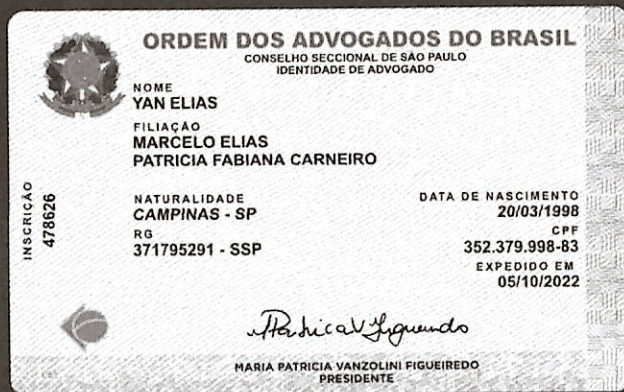 ORDEM DOS ADVOGADOS DO BRASIL
CONSELHO SECCIONAL DE SÃO PAULO
IDENTIDADE DE ADVOGADO
NOME
YAN ELIAS
FILIAÇÃO
MARCELO ELIAS
PATRICIA FABIANA CARNEIRO
NATURALIDADE
CAMPINAS - SP
RG
371795291 - SSP
DATA DE NASCIMENTO
20/03/1998
CPF
352.379.998-83
EXPEDIDO EM
05/10/2022
INSCRIÇÃO
478626
MARIA PATRICIA VANZOLINI FIGUEIREDO
PRESIDENTE